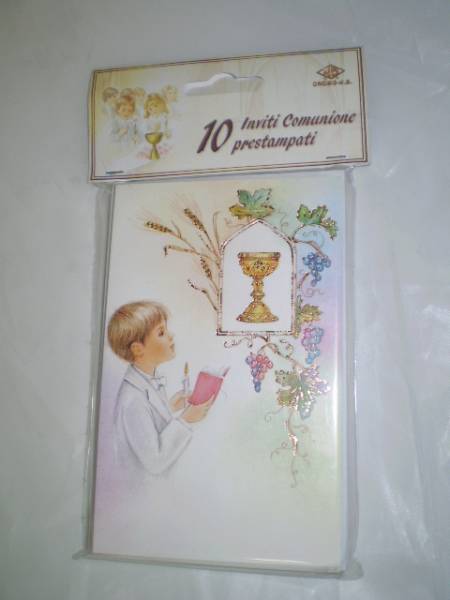 10 Inviti Comunione
prestampati